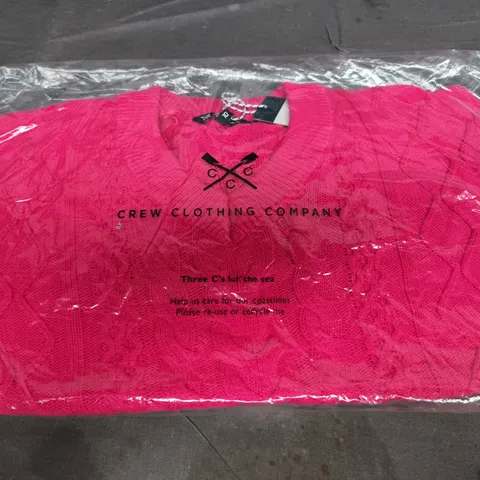 C C
C
CREW CLOTHING COMPANY
Three C's for the sea
Help us care for our coastlines
Please re-use or recycle me